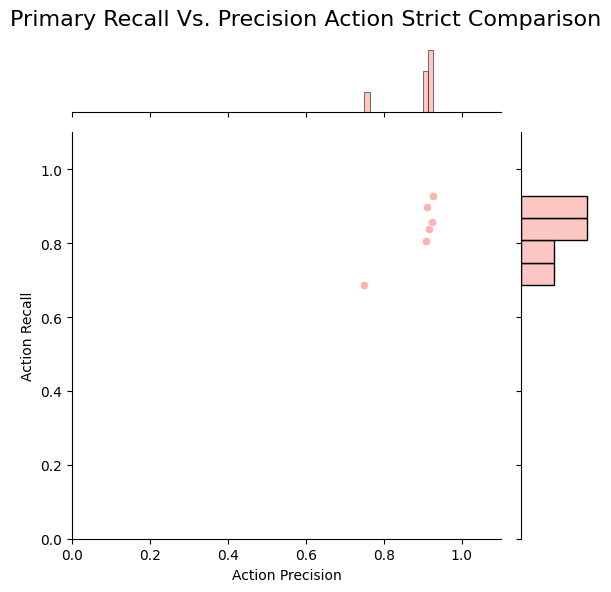 Primary Recall Vs. Precision Action Strict Comparison
1.0
0.8
0.6
0.4
0.2
0.0
Action Recall
0.0 0.2 0.4 0.6 0.8 1.0
Action Precision